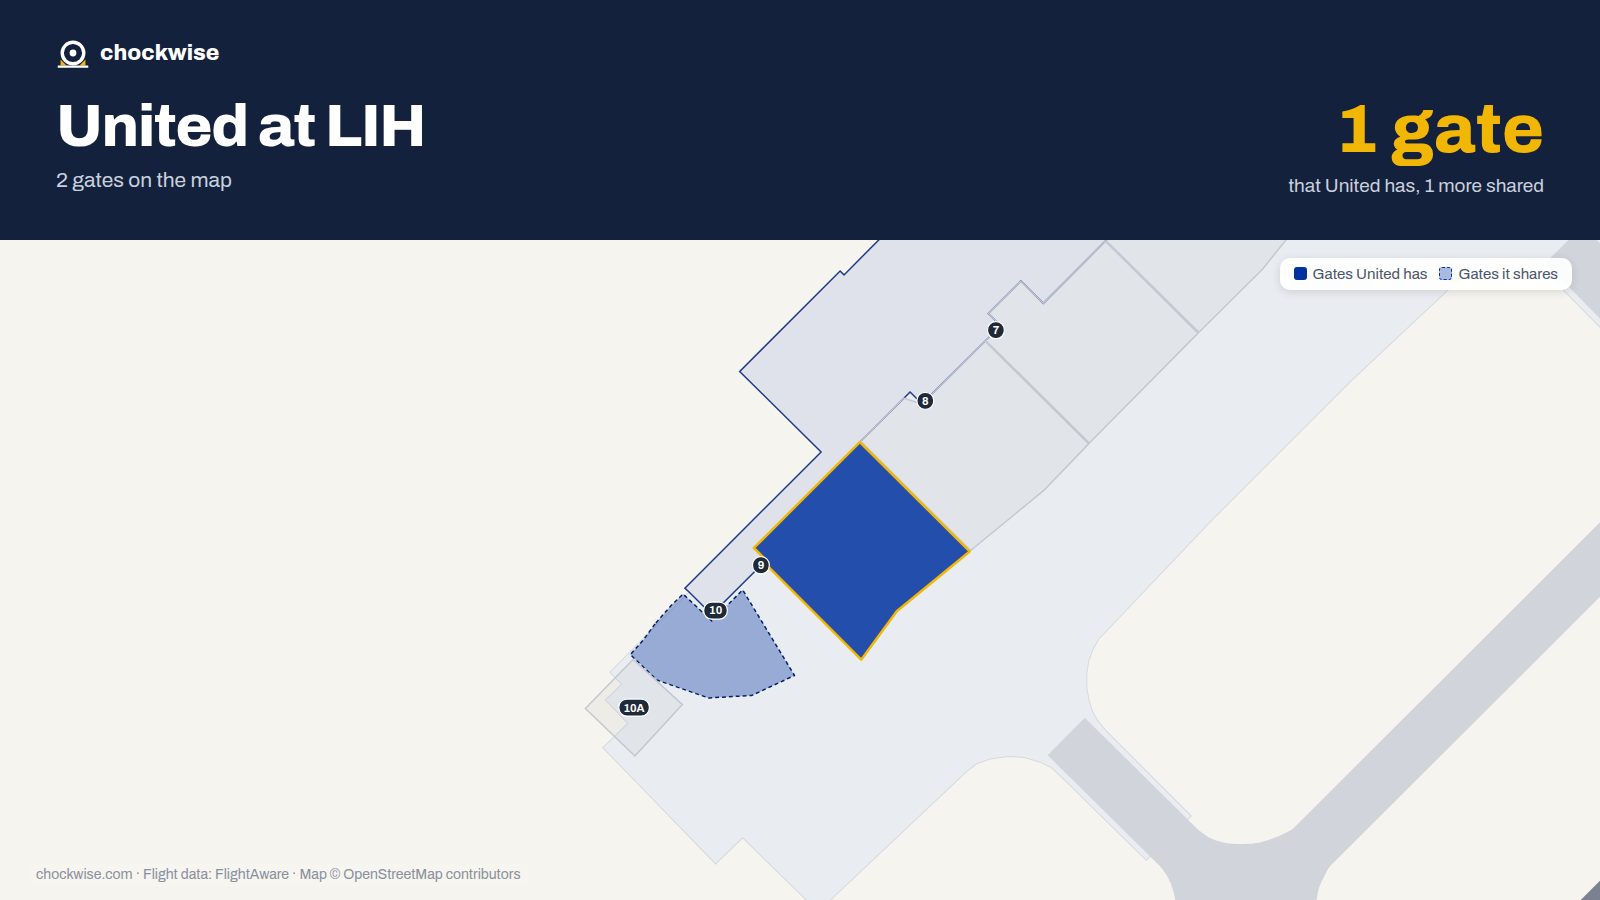 chockwise
United at LIH
2 gates on the map
1 gate
that United has, 1 more shared
Gates United has
Gates it shares
7
8
9
10
10A
chockwise.com · Flight data: FlightAware · Map © OpenStreetMap contributors